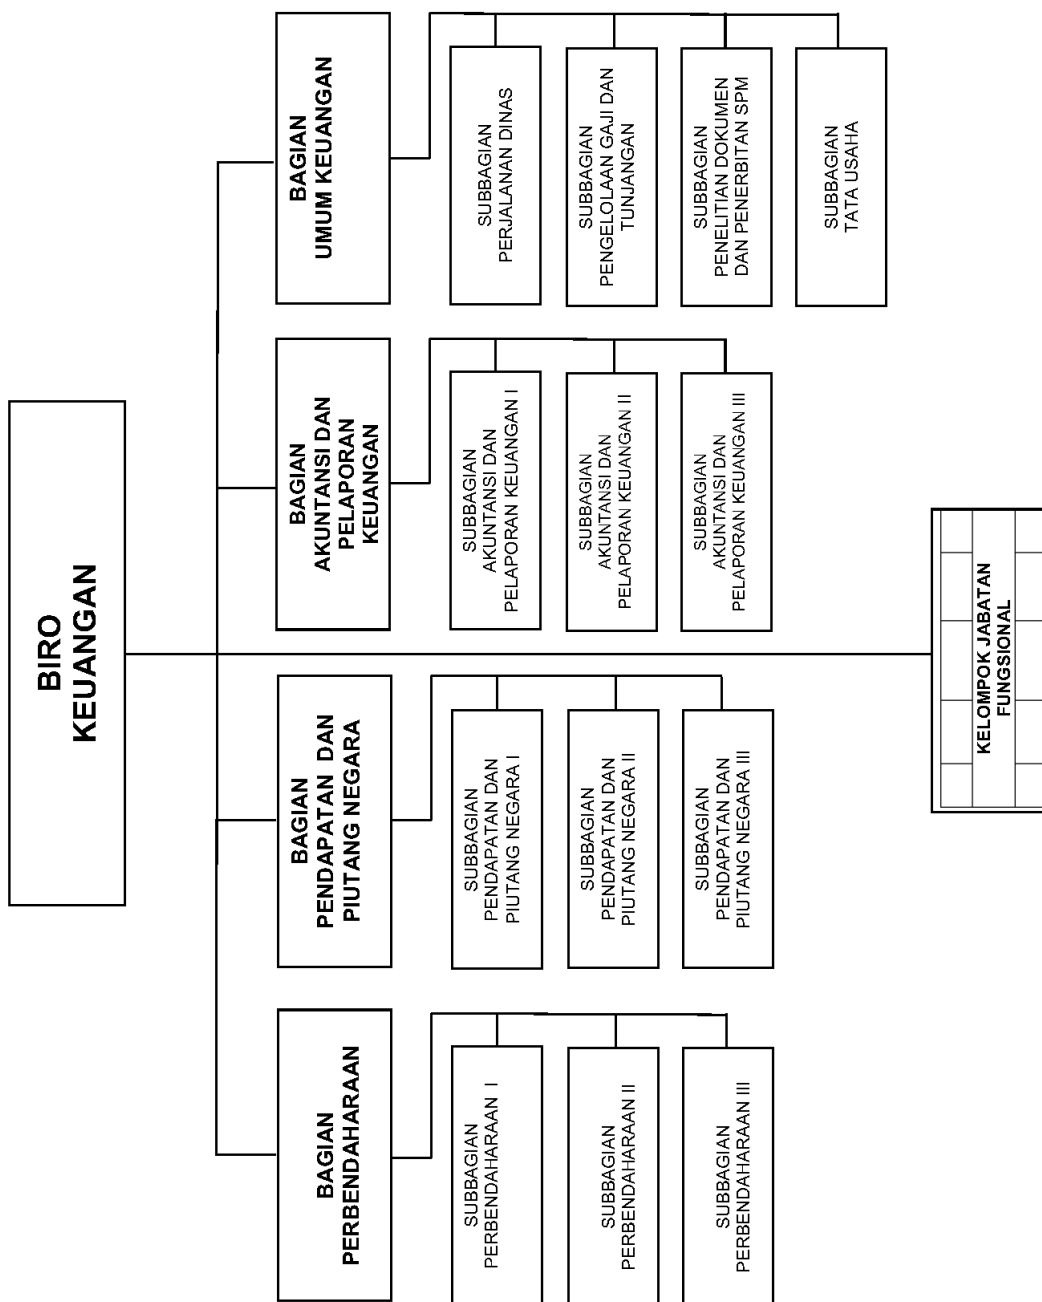 BIRO
KEUANGAN
BAGIAN
PERBENDAHARAAN
SUBBAGIAN
PERBENDAHARAAN I
SUBBAGIAN
PERBENDAHARAAN II
SUBBAGIAN
PERBENDAHARAAN III
BAGIAN
PENDAPATAN DAN
PIUTANG NEGARA
SUBBAGIAN
PENDAPATAN DAN
PIUTANG NEGARA I
SUBBAGIAN
PENDAPATAN DAN
PIUTANG NEGARA II
SUBBAGIAN
PENDAPATAN DAN
PIUTANG NEGARA III
BAGIAN
AKUNTANSI DAN
PELAPORAN
KEUANGAN
SUBBAGIAN
AKUNTANSI DAN
PELAPORAN KEUANGAN I
SUBBAGIAN
AKUNTANSI DAN
PELAPORAN KEUANGAN II
SUBBAGIAN
AKUNTANSI DAN
PELAPORAN KEUANGAN III
BAGIAN
UMUM KEUANGAN
SUBBAGIAN
PERJALANAN DINAS
SUBBAGIAN
PENGELOLAAN GAJI DAN
TUNJANGAN
SUBBAGIAN
PENELITIAN DOKUMEN
DAN PENERBITAN SPM
SUBBAGIAN
TATA USAHA
KELOMPOK JABATAN
FUNGSIONAL